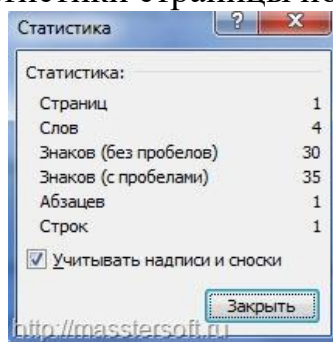 страницы
Статистика
Статистика:
Страниц 1
Слов 4
Знаков (без пробелов) 30
Знаков (с пробелами) 35
Абзацев 1
Строк 1
Учитывать надписи и сноски
Закрыть
http://masstersoft.ru